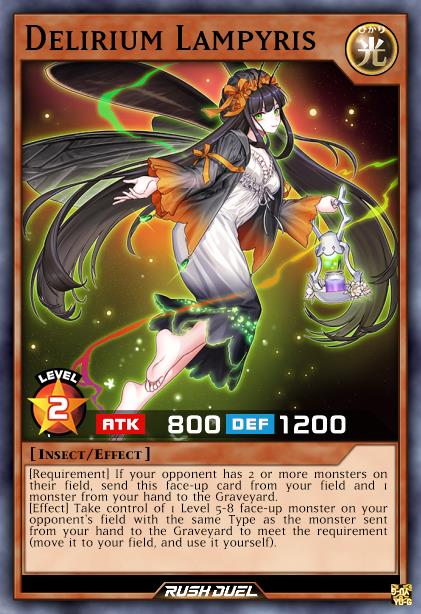 Delirium Lampyris
ひかり
光
LEVEL
2
ATK 800 DEF 1200
[Insect/Effect]
[Requirement] If your opponent has 2 or more monsters on
their field, send this face-up card from your field and 1
monster from your hand to the Graveyard.
[Effect] Take control of 1 Level 5-8 face-up monster on your
opponent's field with the same Type as the monster sent
from your hand to the Graveyard to meet the requirement
(move it to your field, and use it yourself).
RUSH DUEL